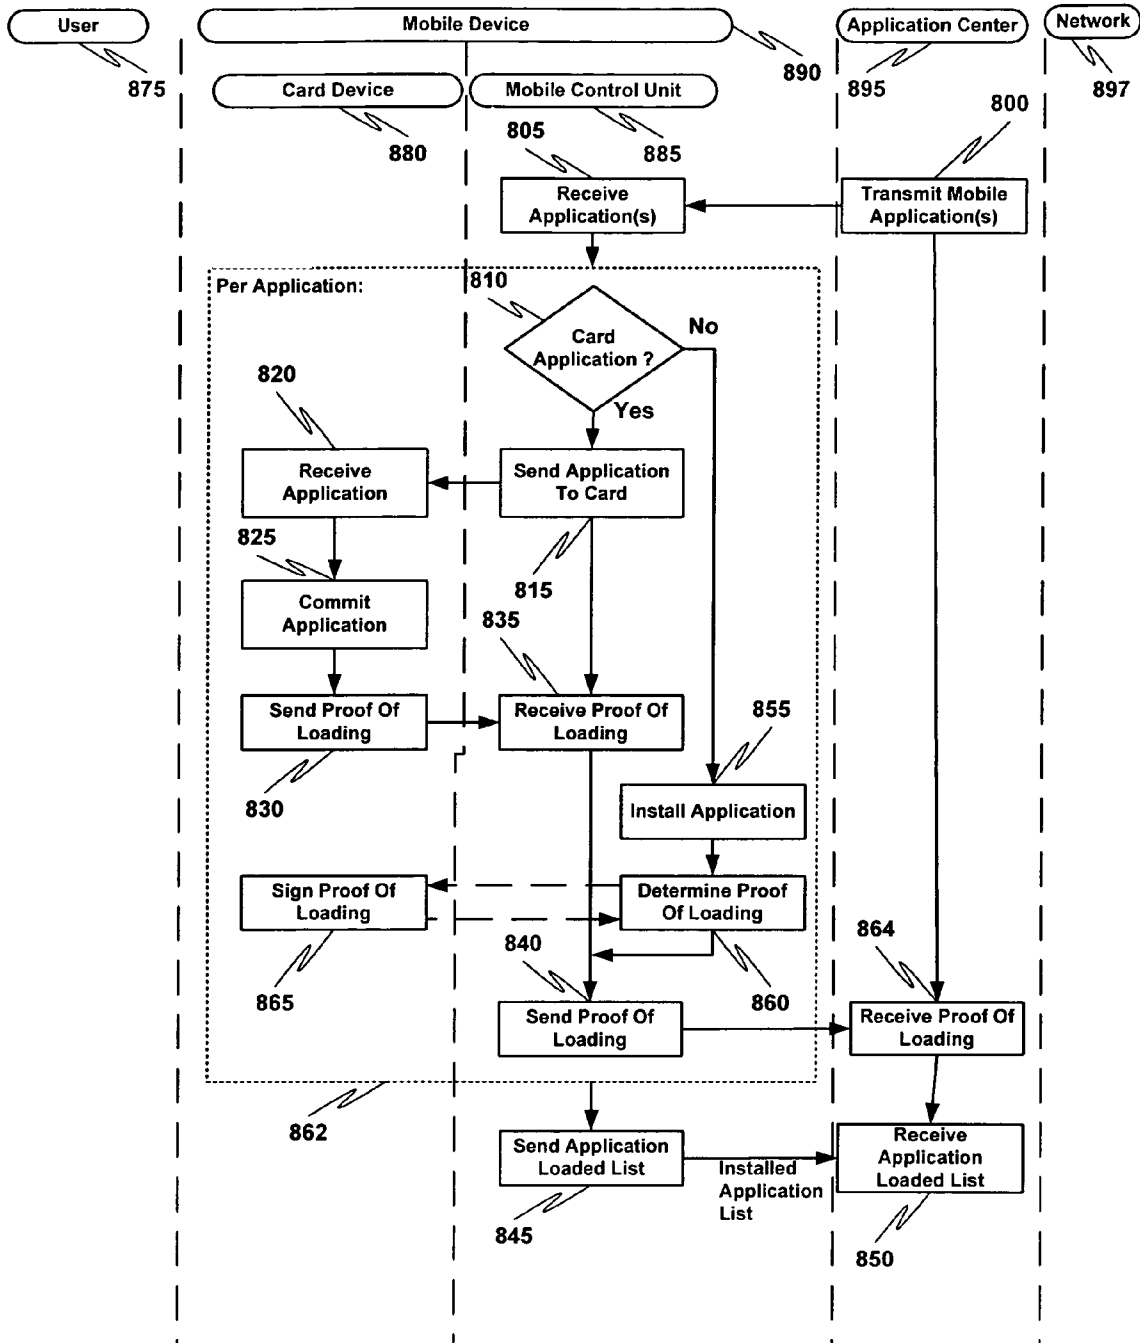 User
Mobile Device
Application Center
Network
875
890
895
897
Card Device
Mobile Control Unit
880
805
885
800
Receive
Application(s)
Transmit Mobile
Application(s)
Per Application:
810
Card
Application ?
No
Yes
820
Receive
Application
Send Application
To Card
825
815
Commit
Application
835
Send Proof Of
Loading
Receive Proof Of
Loading
855
830
Install Application
Sign Proof Of
Loading
Determine Proof
Of Loading
840
864
865
860
Send Proof Of
Loading
Receive Proof Of
Loading
862
Send Application
Loaded List
Installed
Application
List
Receive
Application
Loaded List
845
850